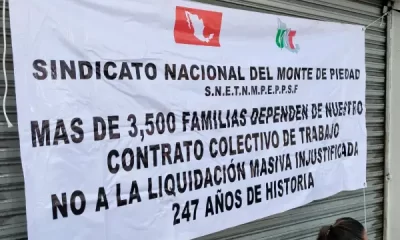 SINDICATO NACIONAL DEL MONTE DE PIEDAD
S.N.E.T.N.M.P.E.P.P.S.F
MAS DE 3,500 FAMILIAS DEPENDEN DE NUESTRO
CONTRATO COLECTIVO DE TRABAJO
NO A LA LIQUIDACIÓN MASIVA INJUSTIFICADA
247 AÑOS DE HISTORIA